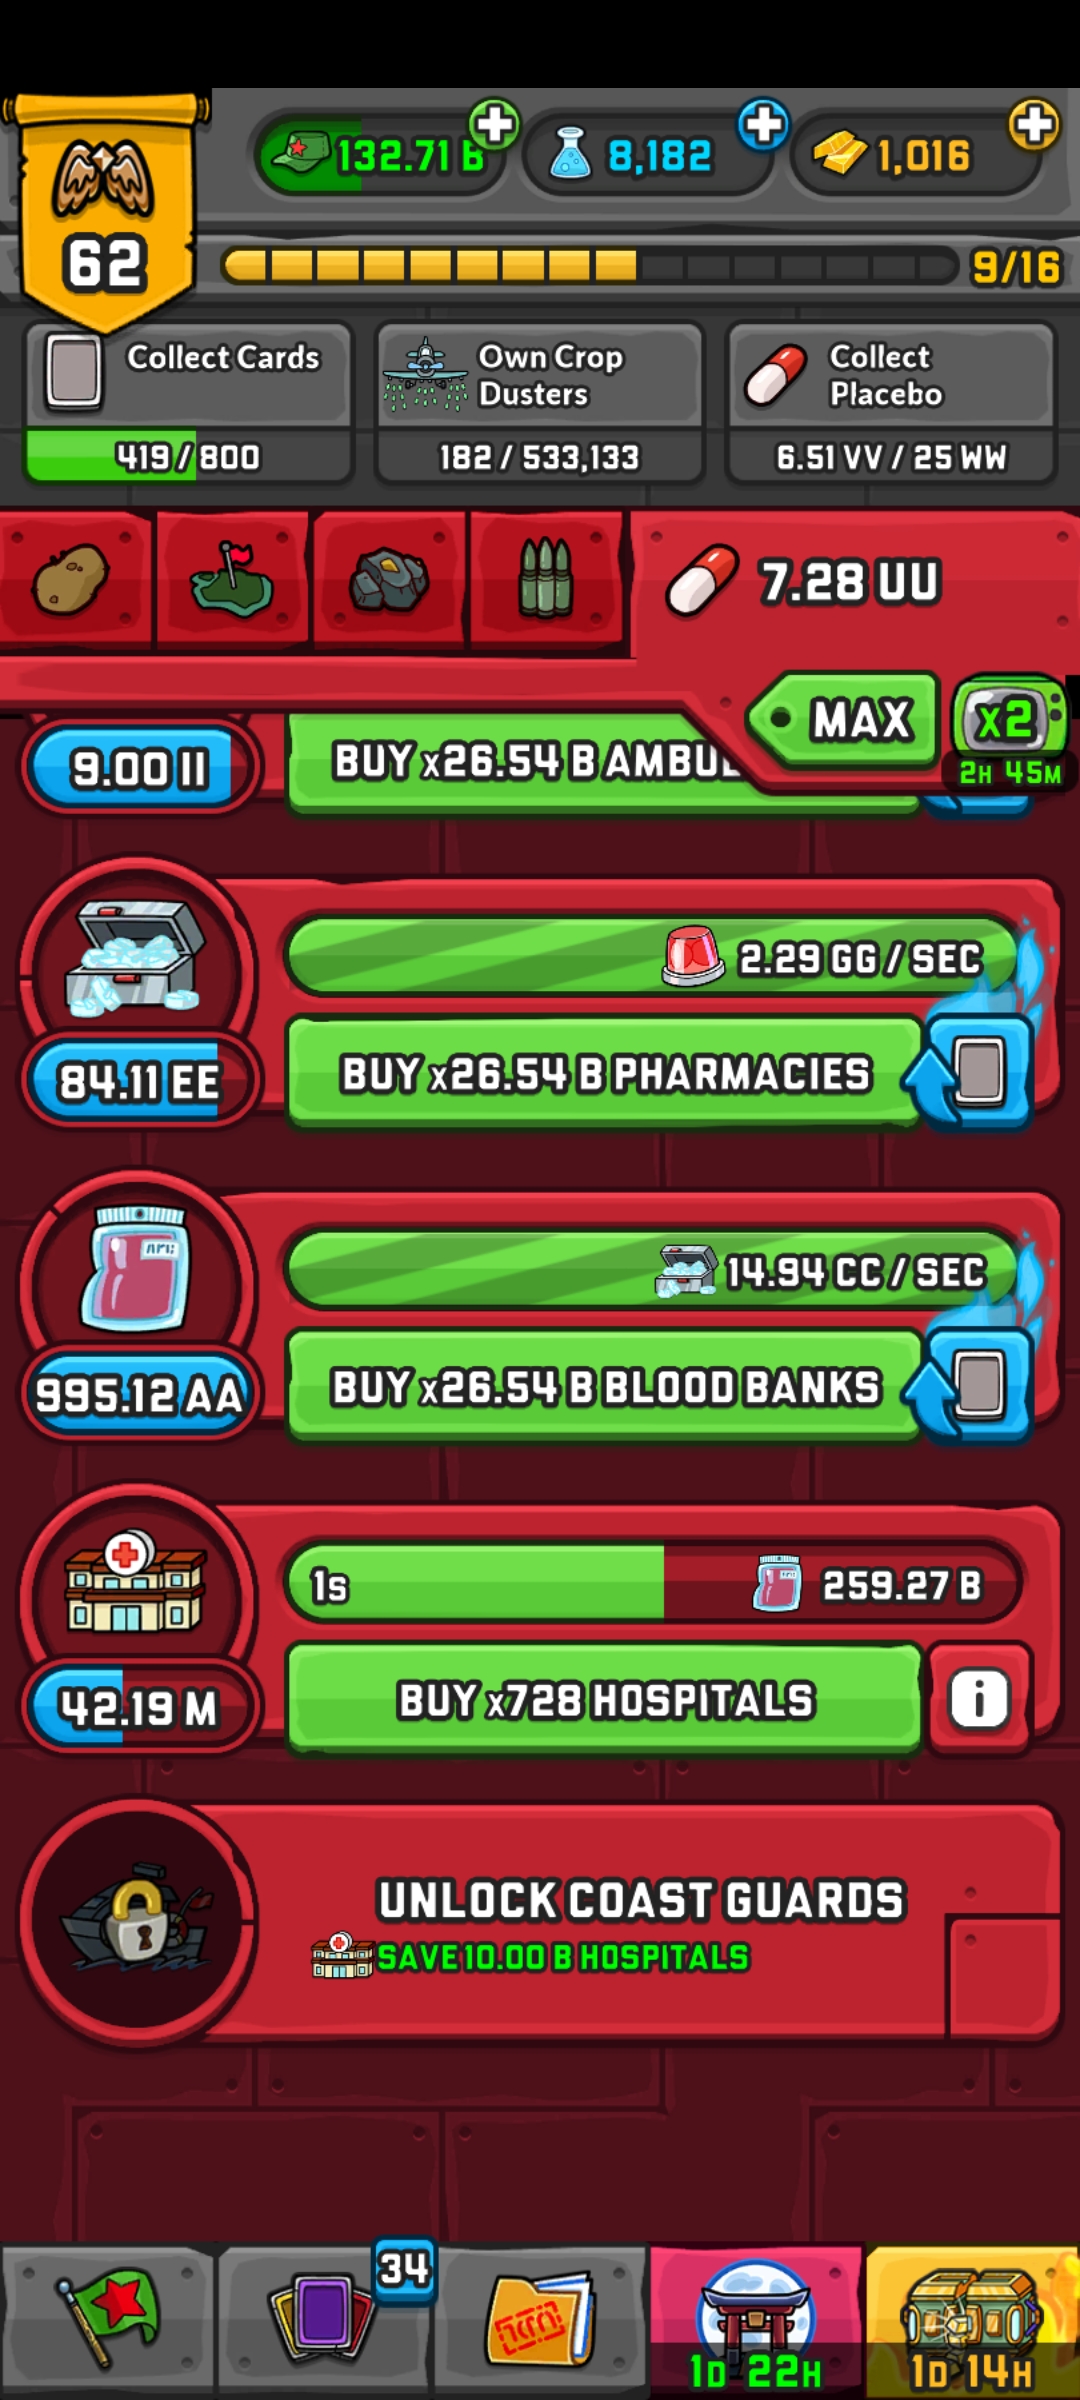 132.71 B
8,182
1,016
62
9/16
Collect Cards
419 / 800
Own Crop
Dusters
182 / 533,133
Collect
Placebo
6.51 VV / 25 WW
7.28 UU
MAX
x2
2H 45M
9.00 II
BUY x26.54 B AMBU
2.29 GG / SEC
84.11 EE
BUY x26.54 B PHARMACIES
14.94 CC / SEC
995.12 AA
BUY x26.54 B BLOOD BANKS
1s
259.27 B
42.19 M
BUY x728 HOSPITALS
i
UNLOCK COAST GUARDS
SAVE 10.00 B HOSPITALS
34
1D 22H
1D 14H